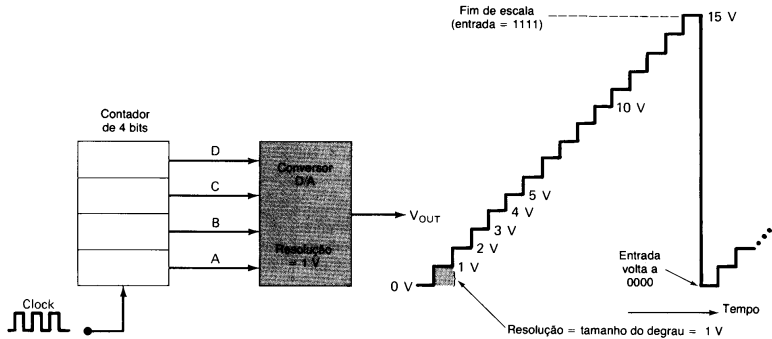 Fim de escala
(entrada = 1111)
15 V
10 V
5 V
4 V
3 V
2 V
1 V
0 V
Contador
de 4 bits
D
C
B
A
Conversor
D/A
Resolução
= 1 V
V_OUT
Clock
Entrada
volta a
0000
Tempo
Resolução = tamanho do degrau = 1 V